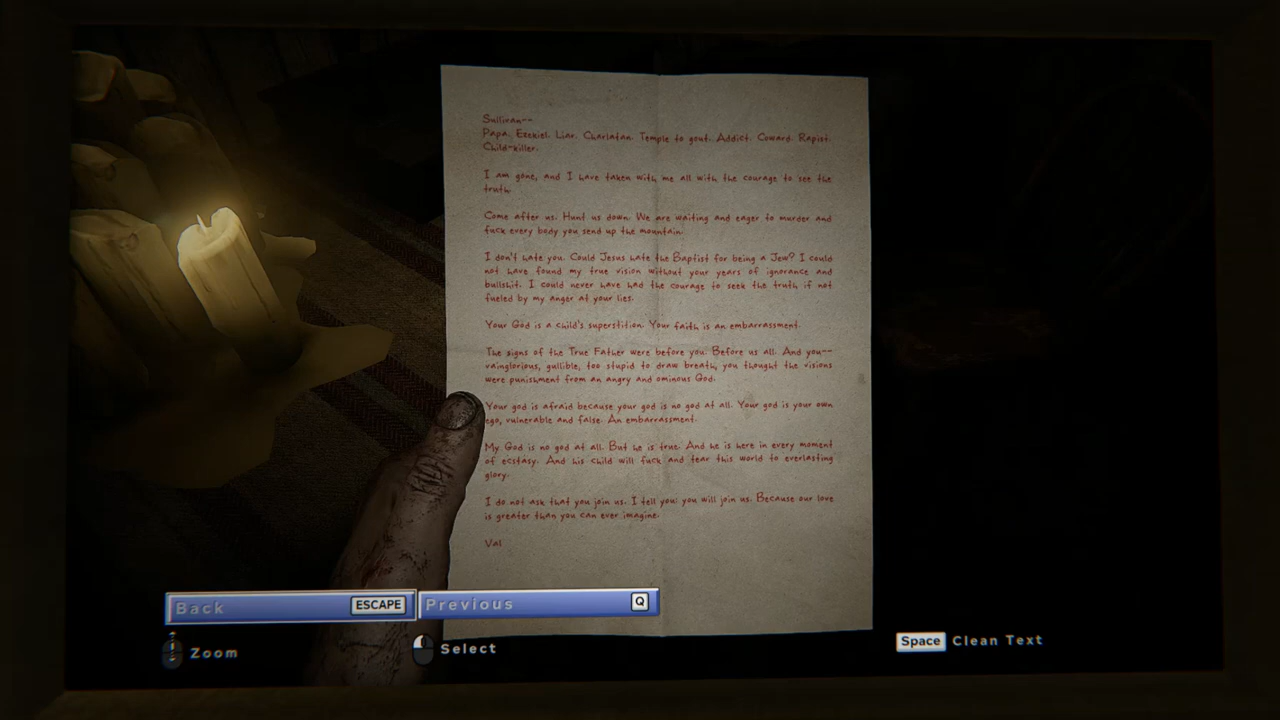 Sullivan--
Papa. Ezekiel. Liar. Charlatan. Temple to gout. Addict. Coward. Rapist.
Child-killer.
I am gone, and I have taken with me all with the courage to see the
truth.
Come after us. Hunt us down. We are waiting and eager to murder and
fuck every body you send up the mountain.
I don't hate you. Could Jesus hate the Baptist for being a Jew? I could
not have found my true vision without your years of ignorance and
bullshit. I could never have had the courage to seek the truth if not
fueled by my anger at your lies.
Your God is a child's superstition. Your faith is an embarrassment.
The signs of the True Father were before you. Before us all. And you--
vainglorious, gullible, too stupid to draw breath, you thought the visions
were punishment from an angry and ominous God.
Your god is afraid because your god is no god at all. Your god is your own
ego, vulnerable and false. An embarrassment.
My God is no god at all. But he is true. And he is here in every moment
of ecstasy. And his child will fuck and tear this world to everlasting
glory.
I do not ask that you join us. I tell you: you will join us. Because our love
is greater than you can ever imagine.
Val
Back ESCAPE Previous Q
Zoom Select Space Clean Text